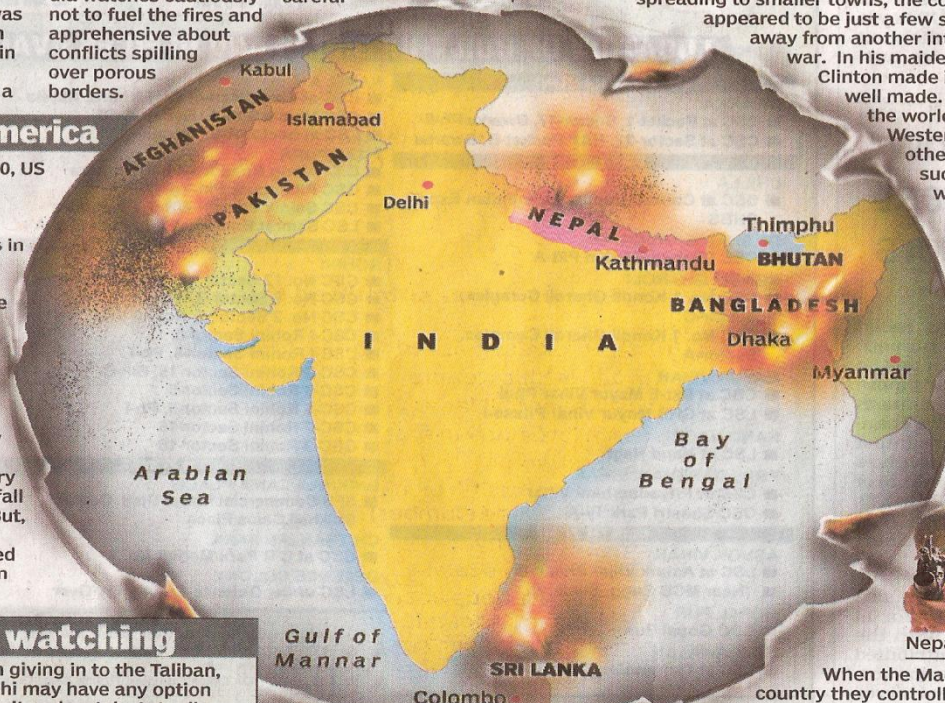 not to fuel the fires and
apprehensive about
conflicts spilling
over porous
borders.
was
in
a
merica
0, US
s in
ry
fall
But,
ed
n
watching
n giving in to the Taliban,
hi may have any option
spreading to smaller towns, the co
appeared to be just a few s
away from another in
war. In his maide
Clinton made
well made.
the world
Weste
othe
suc
w
Kabul
AFGHANISTAN
Islamabad
PAKISTAN
Delhi
NEPAL
Kathmandu
Thimphu
BHUTAN
BANGLADESH
Dhaka
Myanmar
INDIA
Arabian
Sea
Bay
of
Bengal
Gulf of
Mannar
SRI LANKA
Colombo
Nepa
When the Ma
country they controll